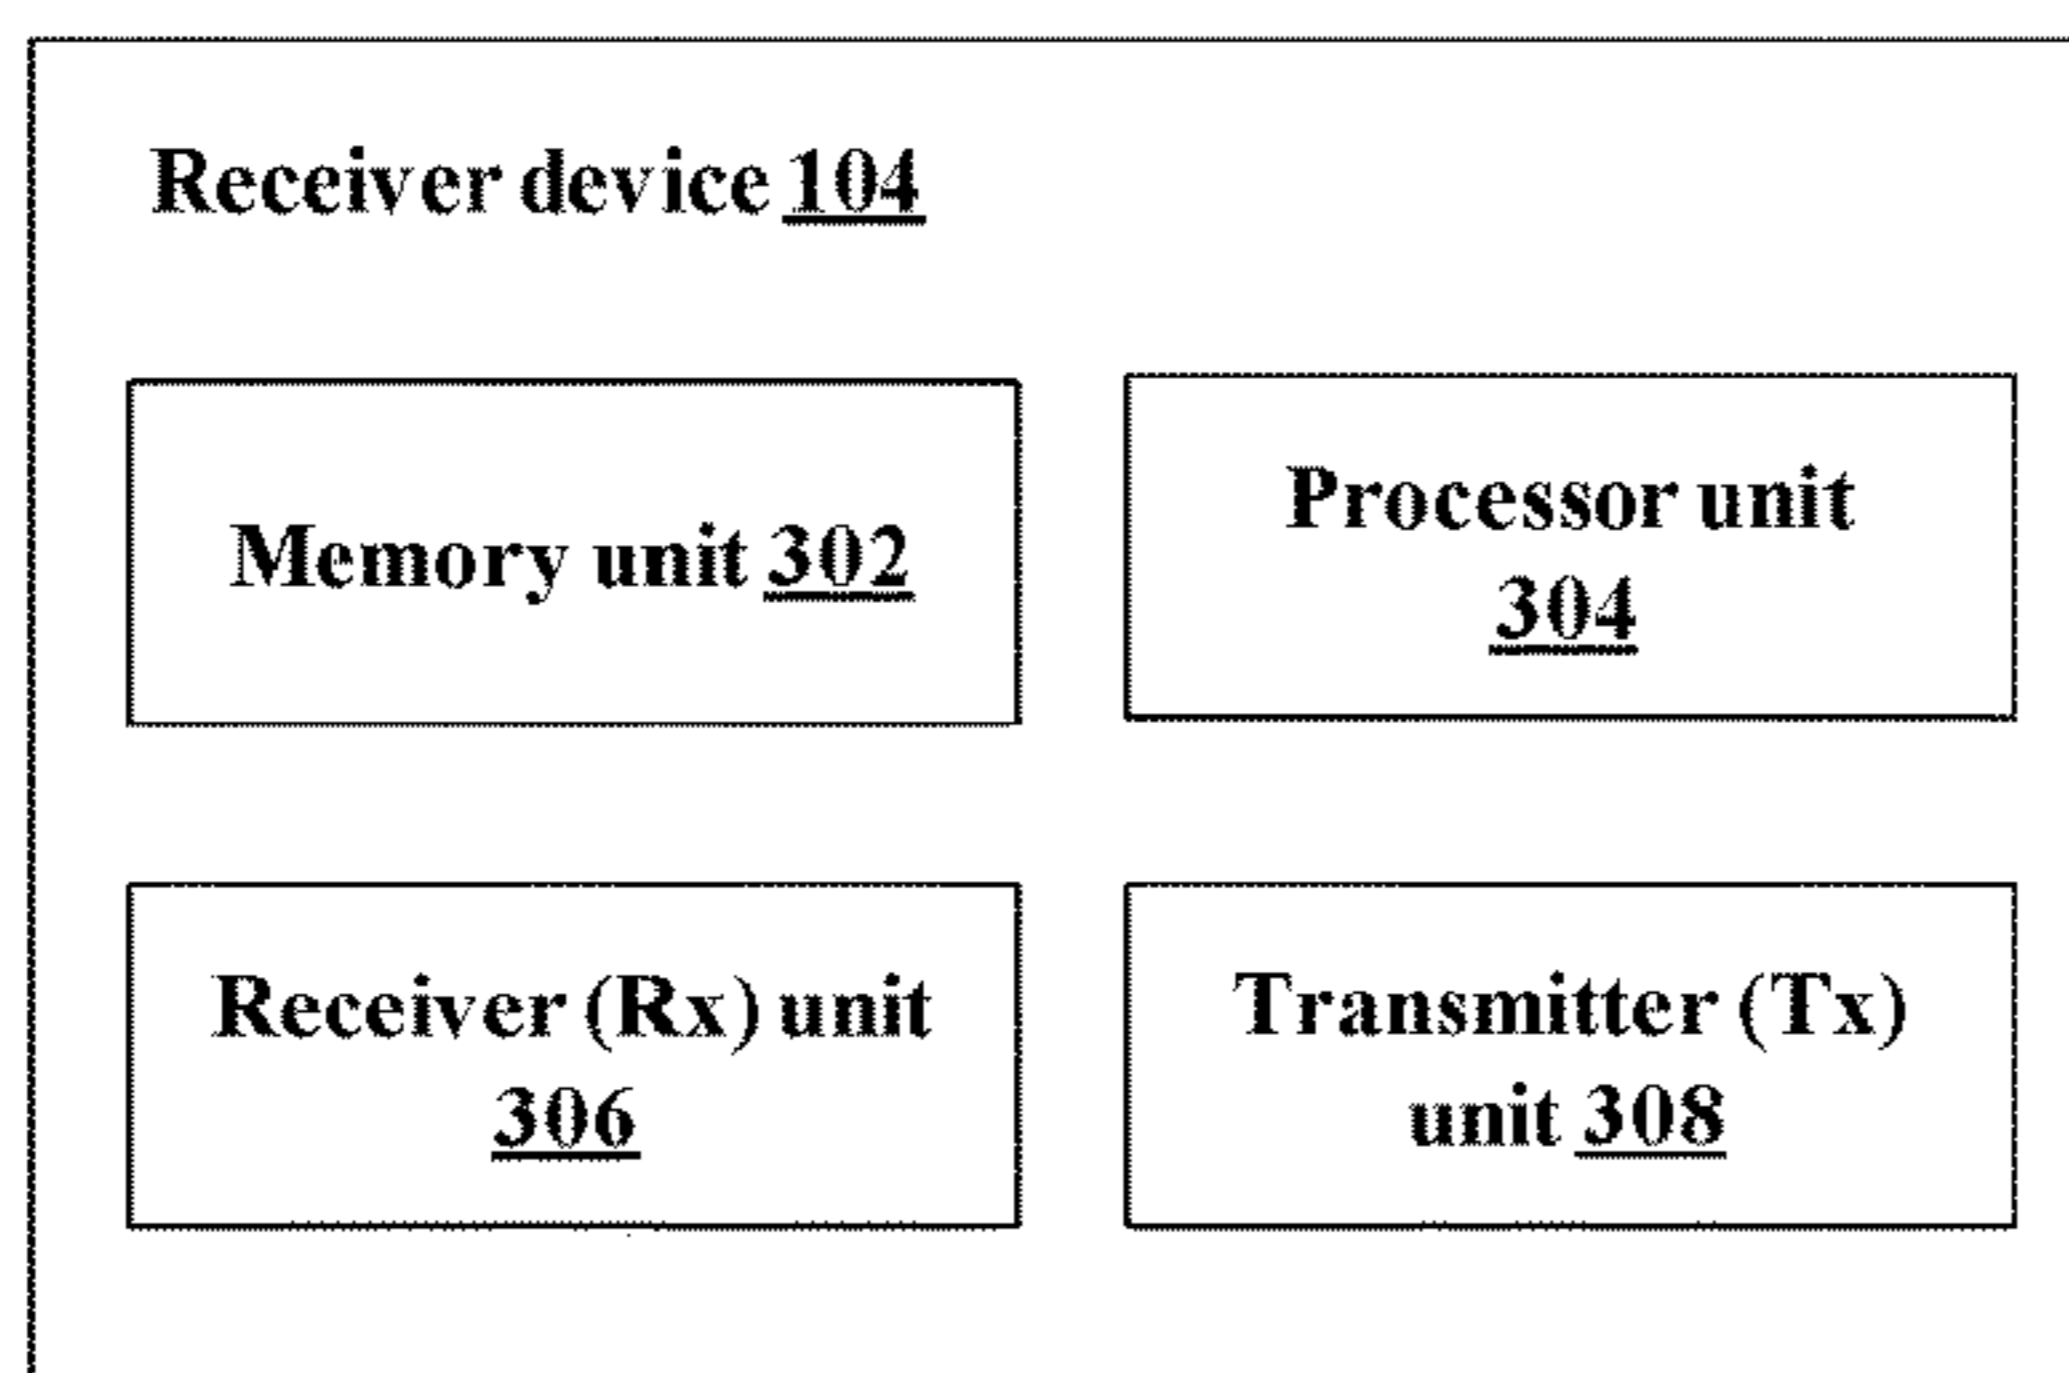 Receiver device 104
Memory unit 302
Processor unit
304
Receiver (Rx) unit
306
Transmitter (Tx)
unit 308